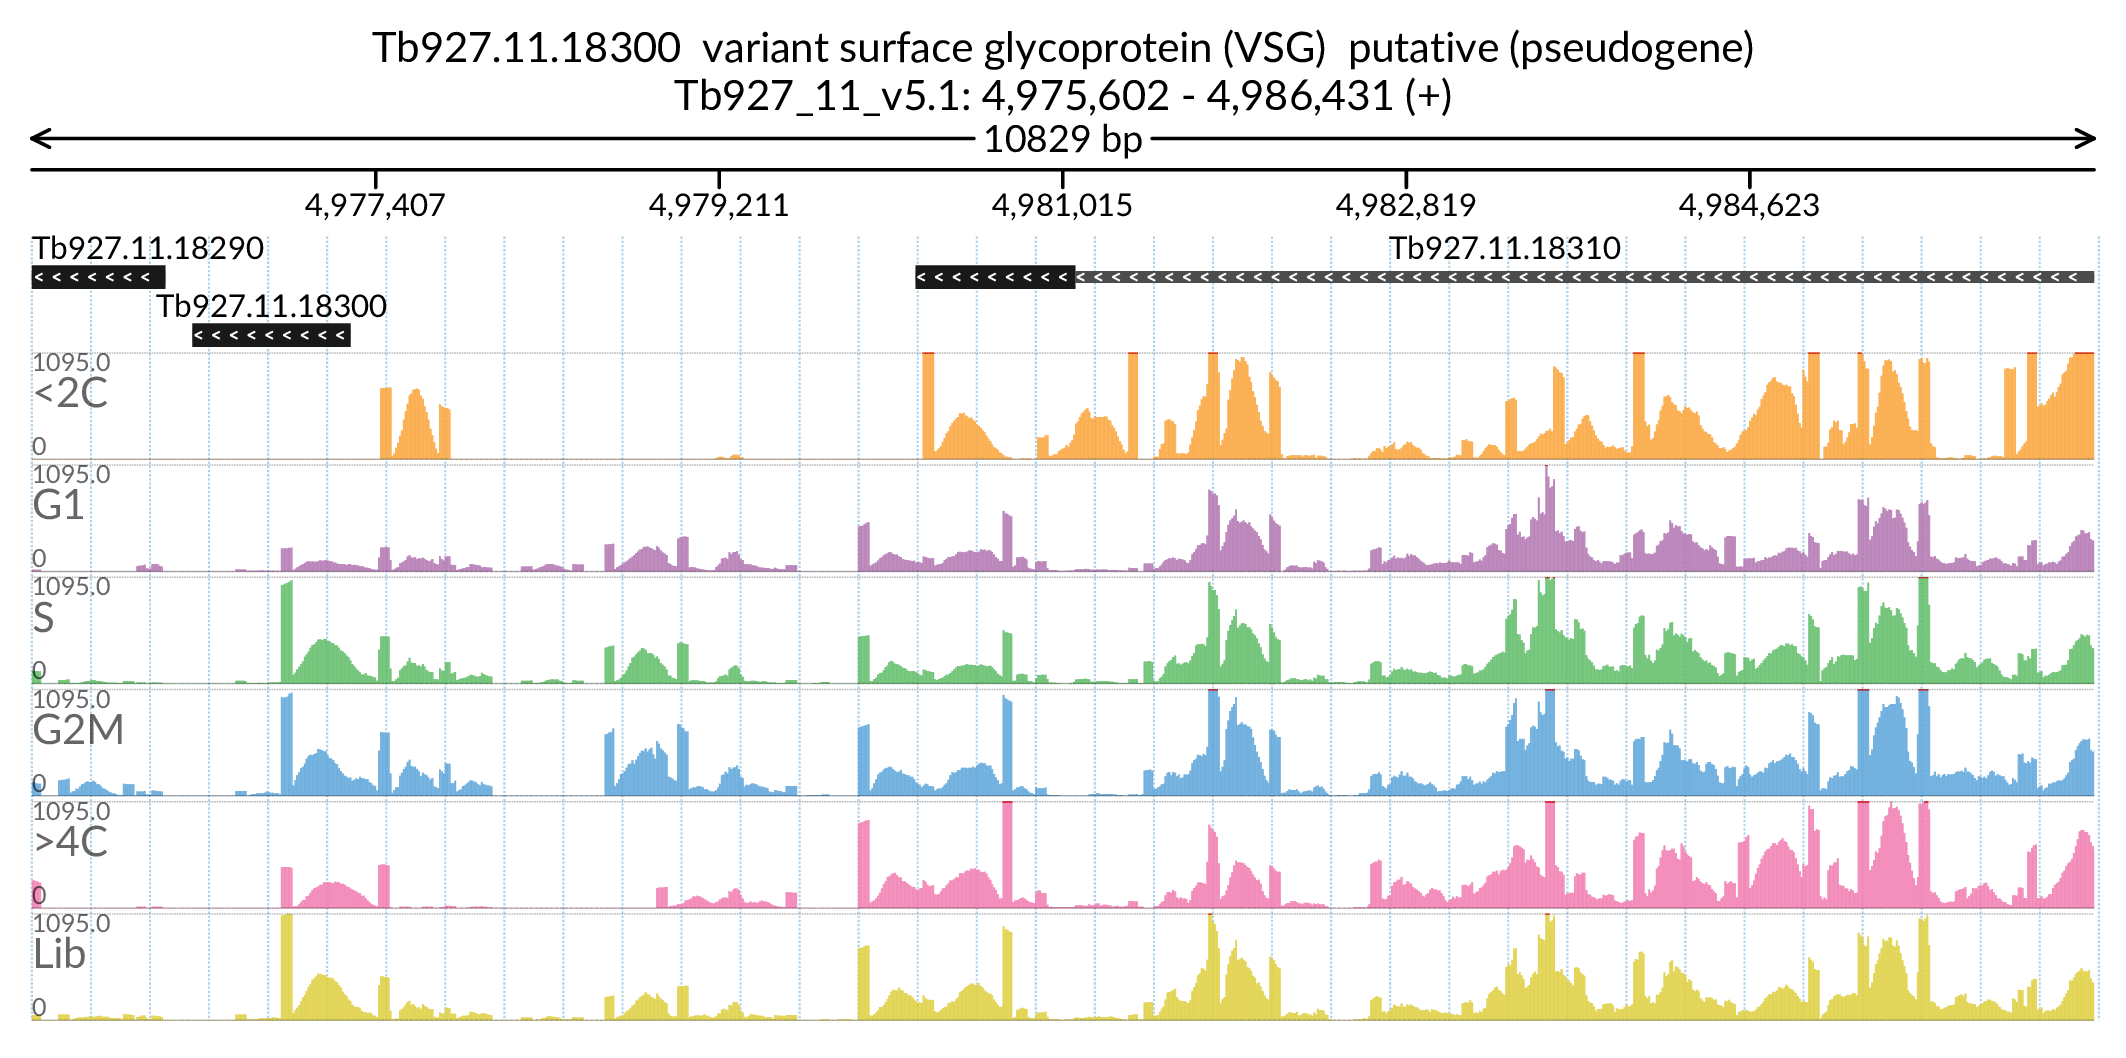 Tb927.11.18300 variant surface glycoprotein (VSG) putative (pseudogene)
Tb927_11_v5.1: 4,975,602 - 4,986,431 (+)
10829 bp
4,977,407 4,979,211 4,981,015 4,982,819 4,984,623
Tb927.11.18290 Tb927.11.18310
Tb927.11.18300
1095.0
<2C
0
1095.0
G1
0
1095.0
S
0
1095.0
G2M
0
1095.0
>4C
0
1095.0
Lib
0